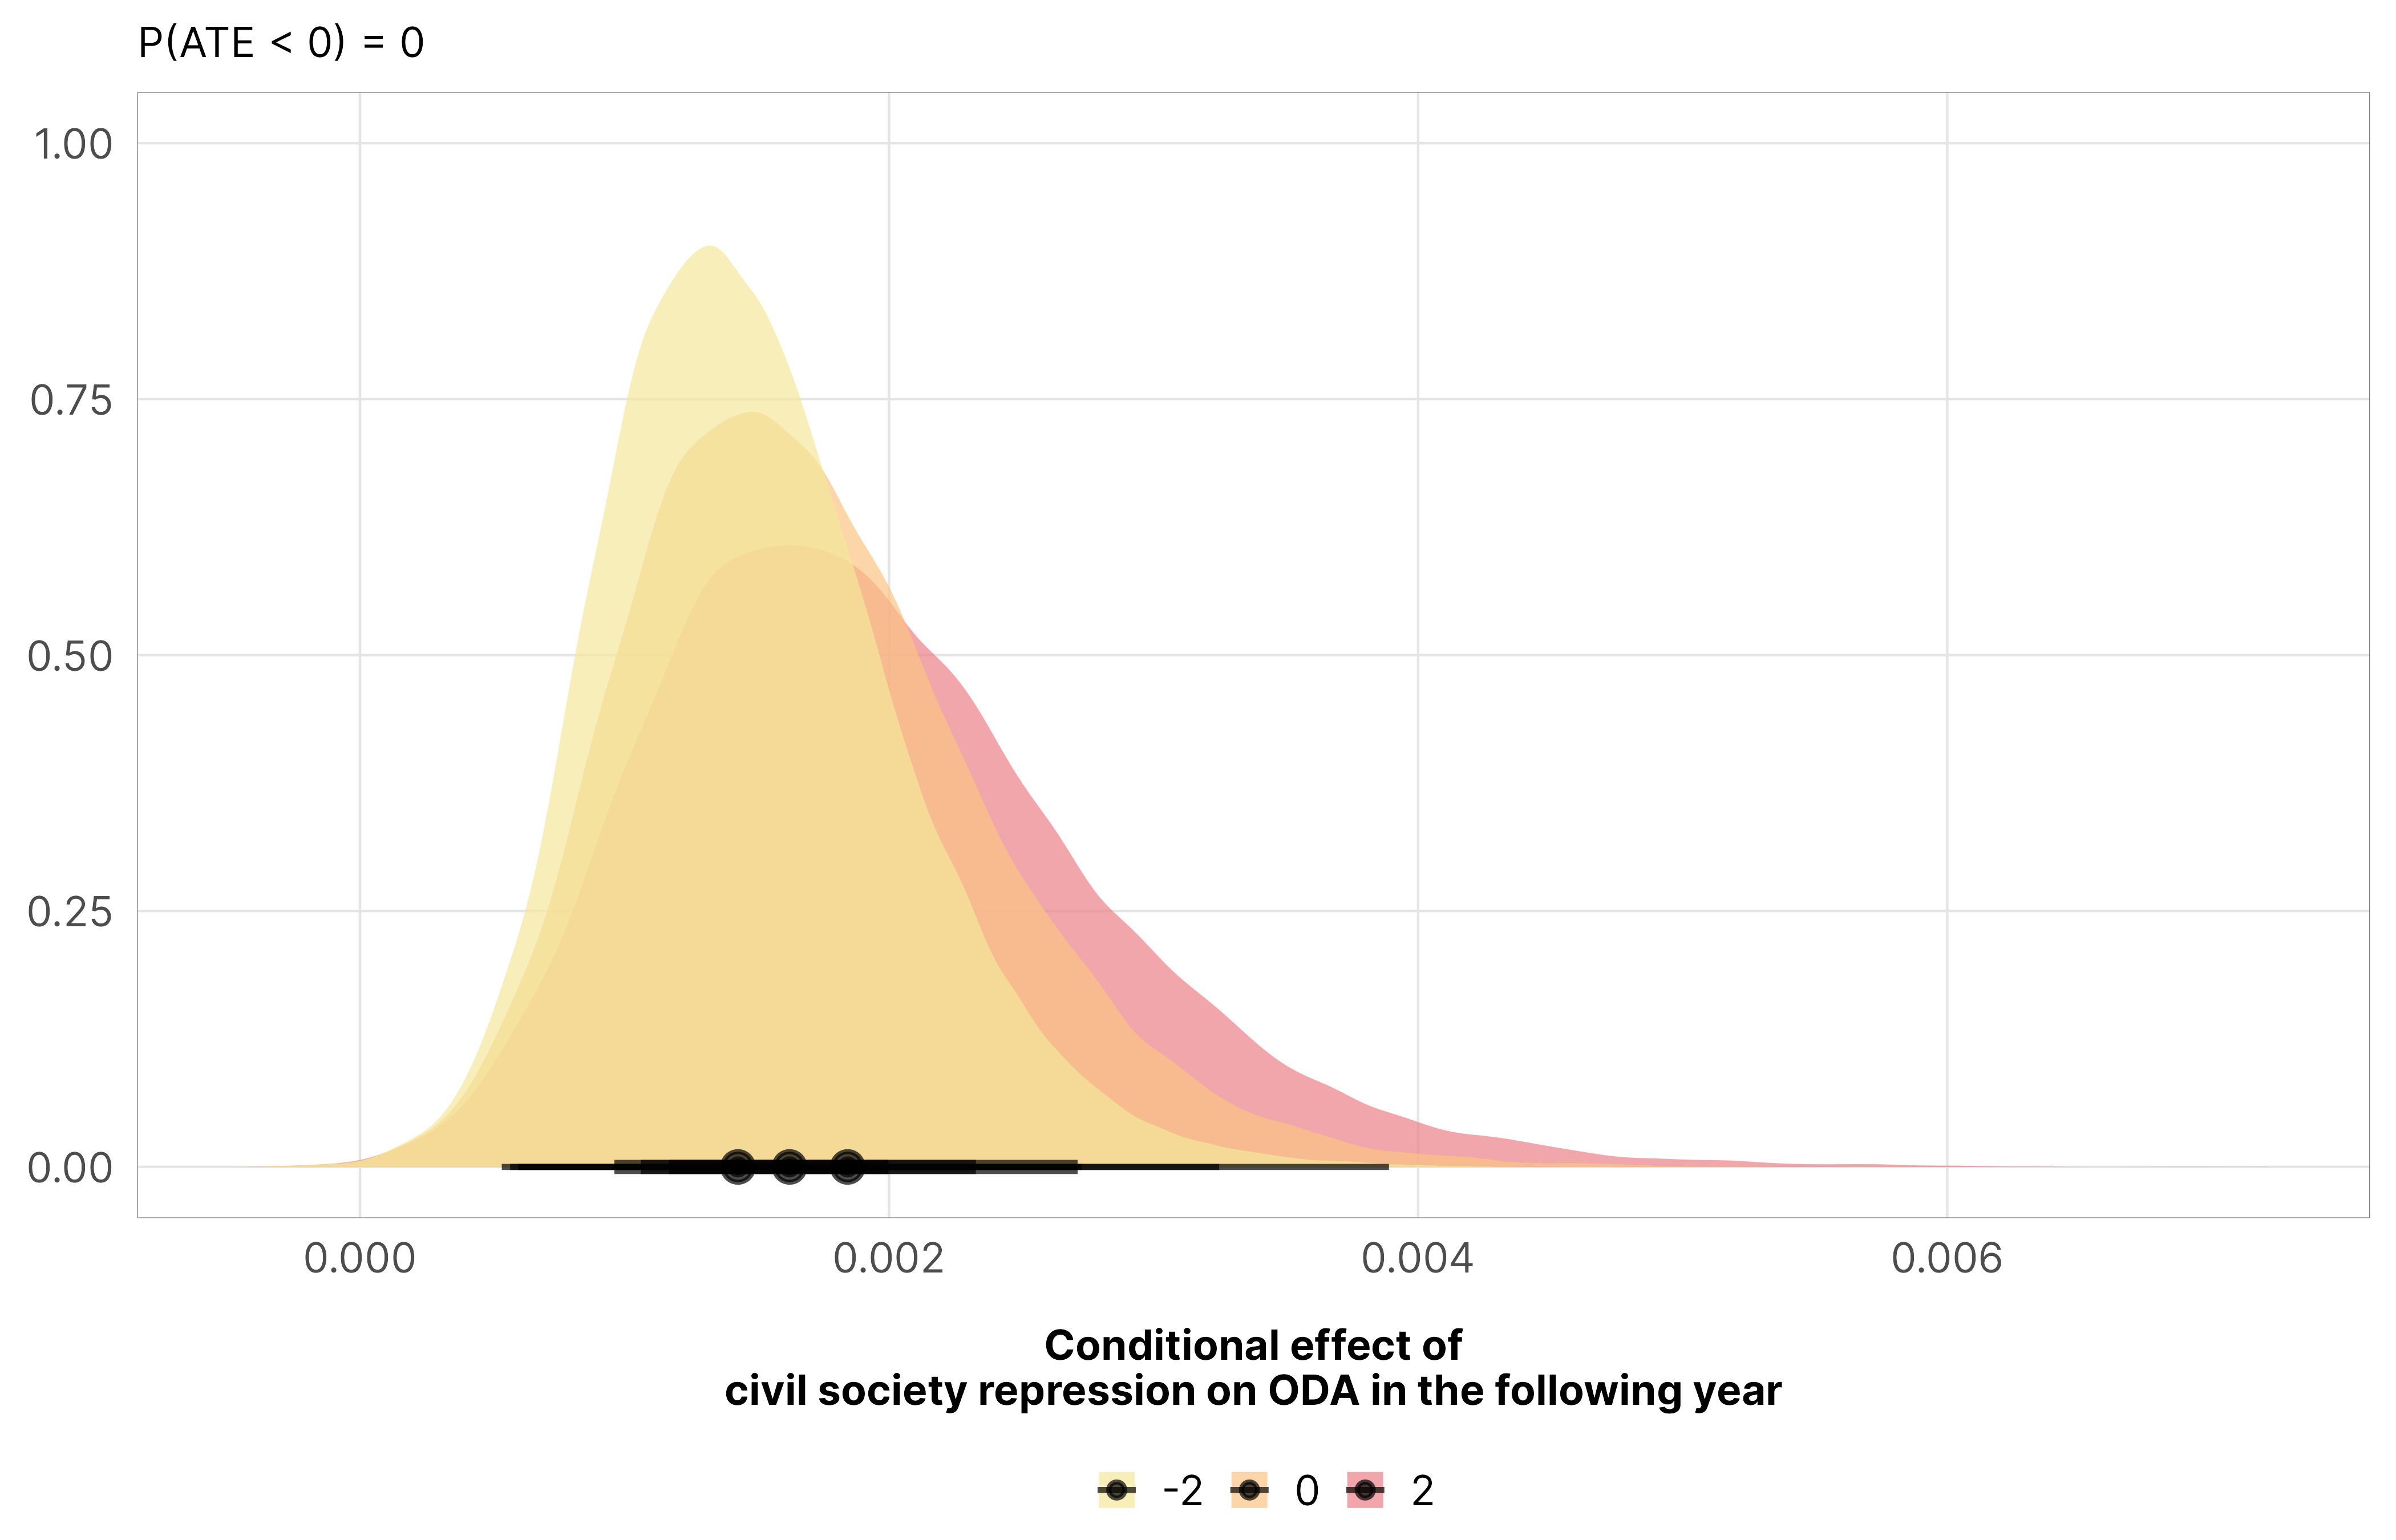 P(ATE < 0) = 0
1.00
0.75
0.50
0.25
0.00
0.000 0.002 0.004 0.006
Conditional effect of
civil society repression on ODA in the following year
-2 0 2